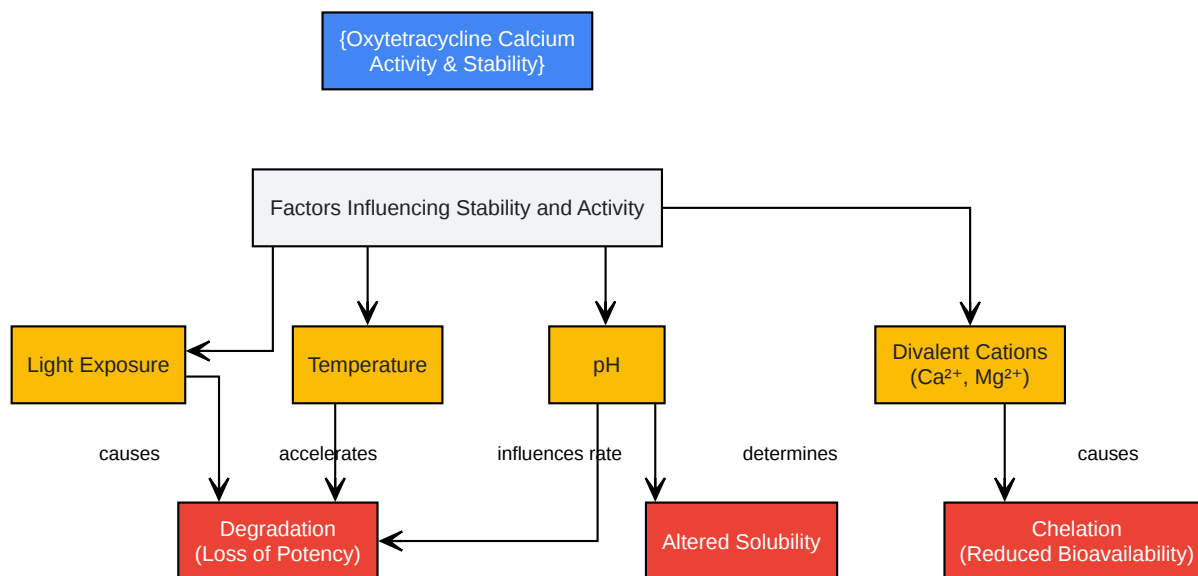 {Oxytetracycline Calcium
Activity & Stability}
Factors Influencing Stability and Activity
Light Exposure
Temperature
pH
Divalent Cations
(Ca²⁺, Mg²⁺)
causes
accelerates
influences rate
determines
causes
Degradation
(Loss of Potency)
Altered Solubility
Chelation
(Reduced Bioavailability)